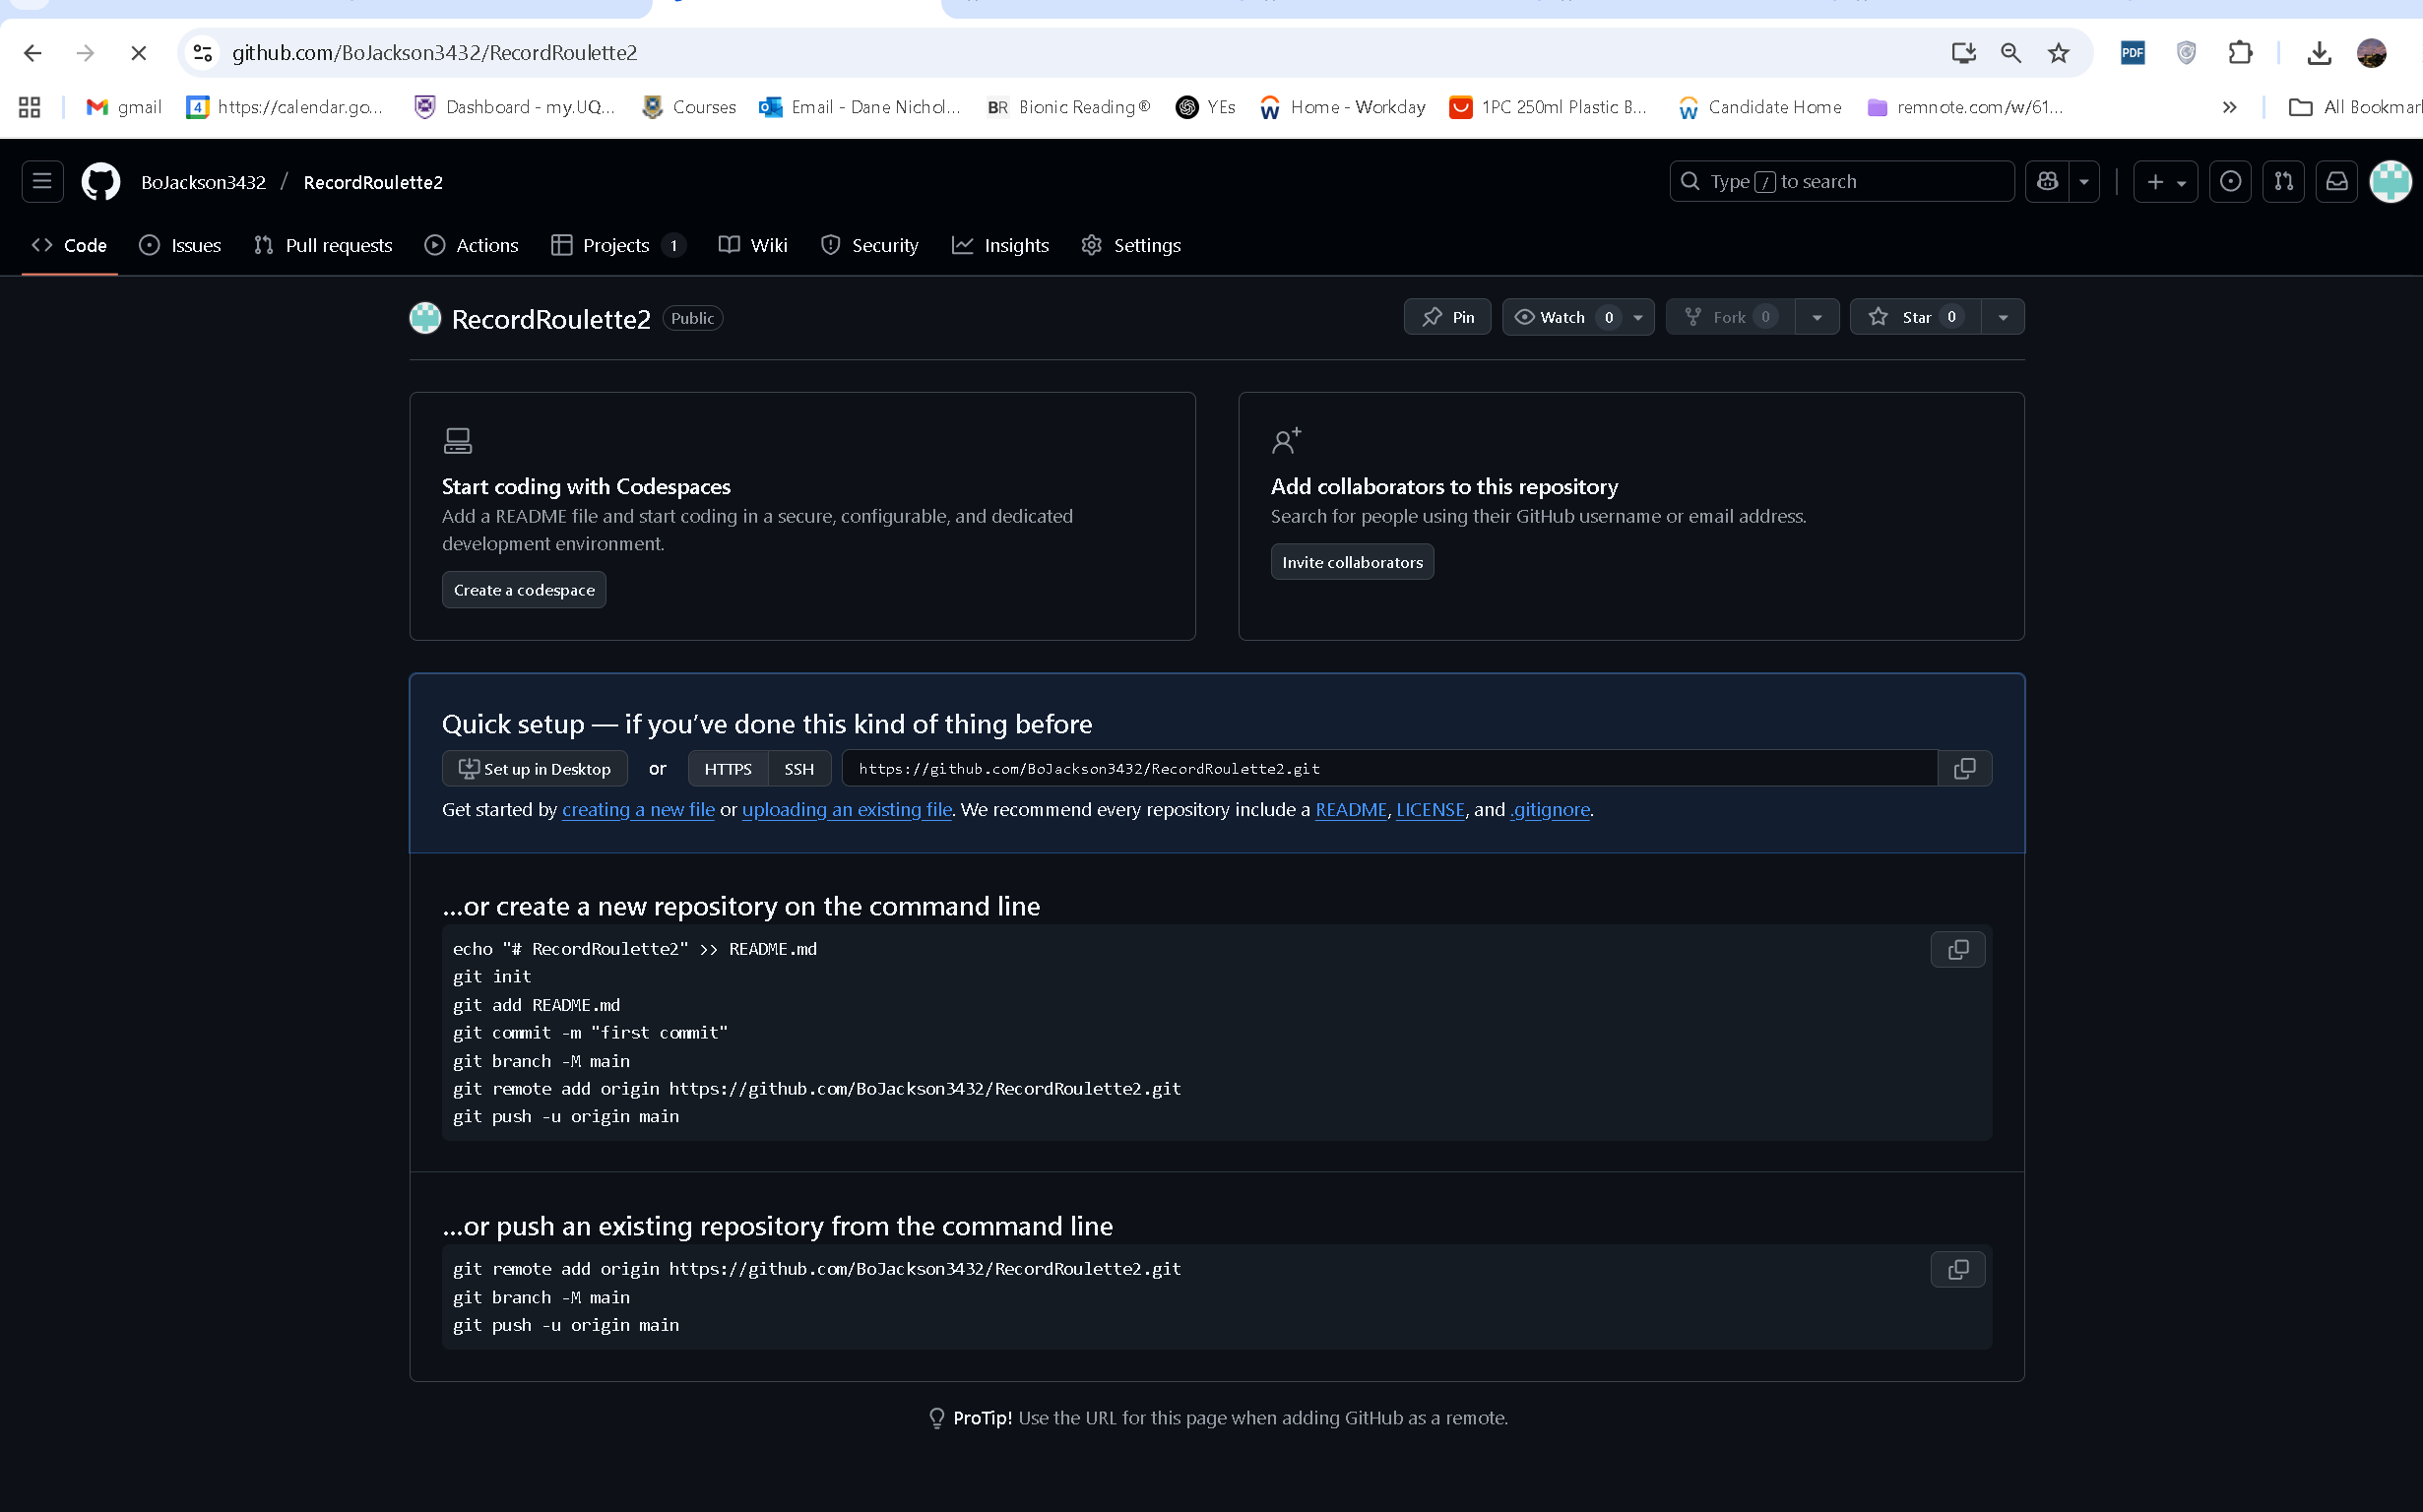 github.com/BoJackson3432/RecordRoulette2
PDF
gmail
4 https://calendar.go...
Dashboard - my.UQ...
Courses
Email - Dane Nichol...
BR Bionic Reading®
YEs
Home - Workday
1PC 250ml Plastic B...
Candidate Home
remnote.com/w/61...
»
All Bookmar
BoJackson3432 / RecordRoulette2
Type / to search
Code
Issues
Pull requests
Actions
Projects 1
Wiki
Security
Insights
Settings
RecordRoulette2 Public
Pin
Watch 0
Fork 0
Star 0
Start coding with Codespaces
Add a README file and start coding in a secure, configurable, and dedicated
development environment.
Create a codespace
Add collaborators to this repository
Search for people using their GitHub username or email address.
Invite collaborators
Quick setup — if you’ve done this kind of thing before
Set up in Desktop or HTTPS SSH https://github.com/BoJackson3432/RecordRoulette2.git
Get started by creating a new file or uploading an existing file. We recommend every repository include a README, LICENSE, and .gitignore.
…or create a new repository on the command line
echo "# RecordRoulette2" >> README.md
git init
git add README.md
git commit -m "first commit"
git branch -M main
git remote add origin https://github.com/BoJackson3432/RecordRoulette2.git
git push -u origin main
…or push an existing repository from the command line
git remote add origin https://github.com/BoJackson3432/RecordRoulette2.git
git branch -M main
git push -u origin main
ProTip! Use the URL for this page when adding GitHub as a remote.